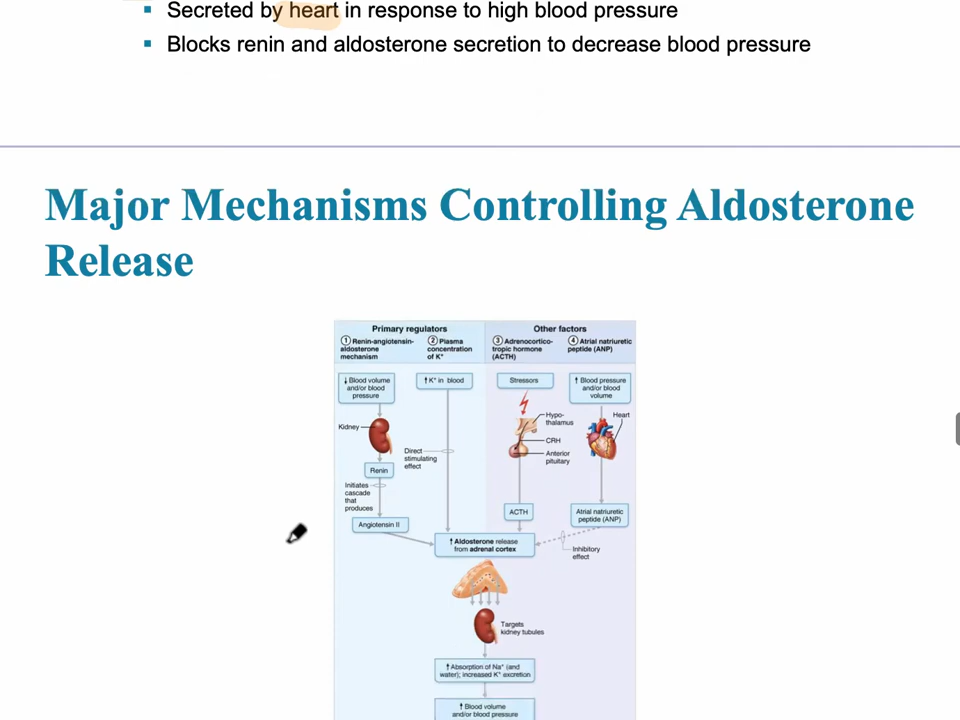 ▪ Secreted by heart in response to high blood pressure
▪ Blocks renin and aldosterone secretion to decrease blood pressure
Major Mechanisms Controlling Aldosterone
Release
Primary regulators
Other factors
① Renin-angiotensin-
aldosterone
mechanism
② Plasma
concentration
of K⁺
③ Adrenocortico-
tropic hormone
(ACTH)
④ Atrial natriuretic
peptide (ANP)
↓ Blood volume
and/or blood
pressure
↑ K⁺ in blood
Stressors
↑ Blood pressure
and/or blood
volume
Kidney
Hypo-
thalamus
Heart
CRH
Direct
stimulating
effect
Anterior
pituitary
Renin
Initiates
cascade
that
produces
ACTH
Atrial natriuretic
peptide (ANP)
Angiotensin II
↑ Aldosterone release
from adrenal cortex
Inhibitory
effect
Targets
kidney tubules
↑ Absorption of Na⁺ (and
water); increased K⁺ excretion
↑ Blood volume
and/or blood pressure